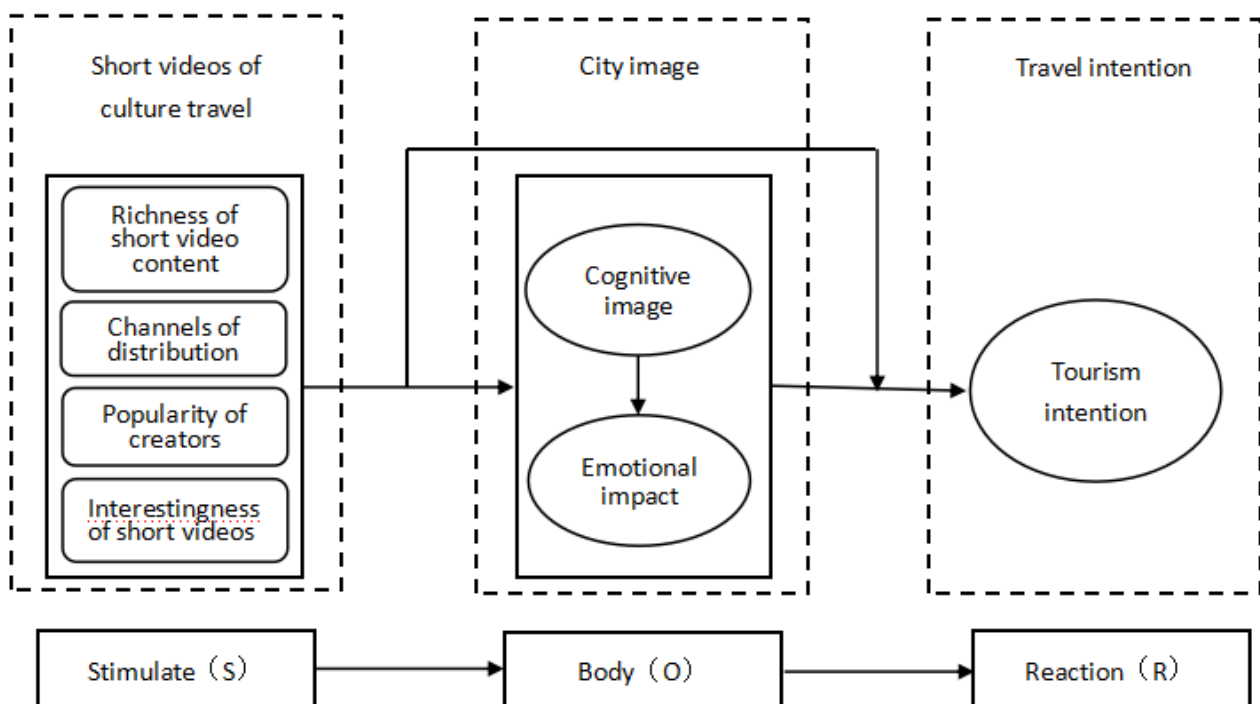 Short videos of
culture travel
Richness of
short video
content
Channels of
distribution
Popularity of
creators
Interestingness
of short videos
City image
Cognitive
image
Emotional
impact
Travel intention
Tourism
intention
Stimulate（S）
Body（O）
Reaction（R）